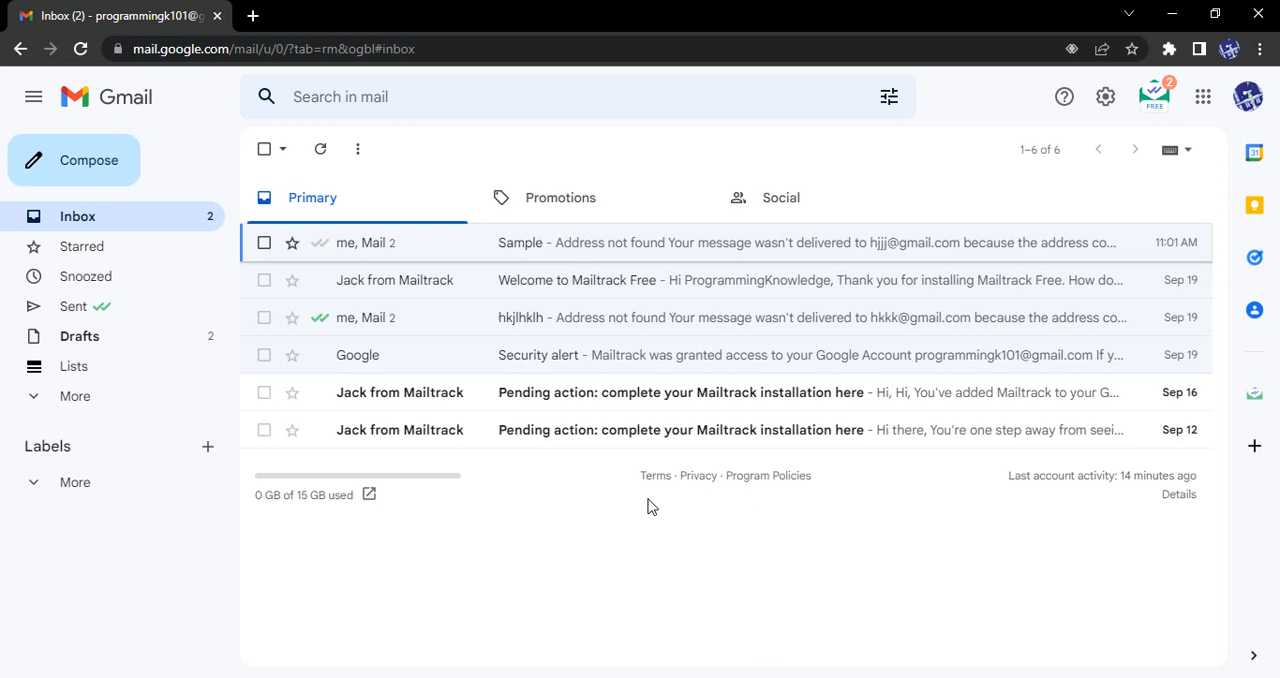 Inbox (2) - programmingk101@g
mail.google.com/mail/u/0/?tab=rm&ogbl#inbox
Gmail
Search in mail
2
FREE
Compose
1–6 of 6
Primary
Promotions
Social
Inbox 2
Starred
Snoozed
Sent
Drafts 2
Lists
More
Labels
More
me, Mail 2 Sample - Address not found Your message wasn't delivered to hjjj@gmail.com because the address co... 11:01 AM
Jack from Mailtrack Welcome to Mailtrack Free - Hi ProgrammingKnowledge, Thank you for installing Mailtrack Free. How do... Sep 19
me, Mail 2 hkjlhklh - Address not found Your message wasn't delivered to hkkk@gmail.com because the address co... Sep 19
Google Security alert - Mailtrack was granted access to your Google Account programmingk101@gmail.com If y... Sep 19
Jack from Mailtrack Pending action: complete your Mailtrack installation here - Hi, Hi, You've added Mailtrack to your G... Sep 16
Jack from Mailtrack Pending action: complete your Mailtrack installation here - Hi there, You're one step away from seei... Sep 12
0 GB of 15 GB used
Terms · Privacy · Program Policies
Last account activity: 14 minutes ago
Details
31